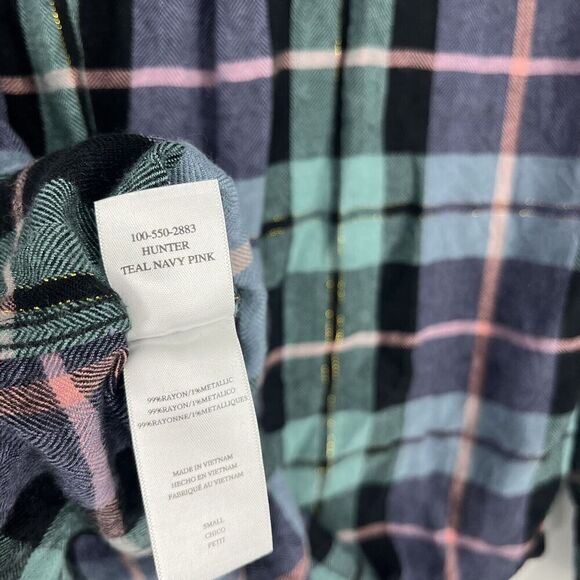 100-550-2883
HUNTER
TEAL NAVY PINK
99%RAYON/1%METALLIC
99%RAYON/1%METALICO
99%RAYONNE/1%METALLIQUES
MADE IN VIETNAM
HECHO EN VIETNAM
FABRIQUÉ AU VIETNAM
SMALL
CHICO
PETIT